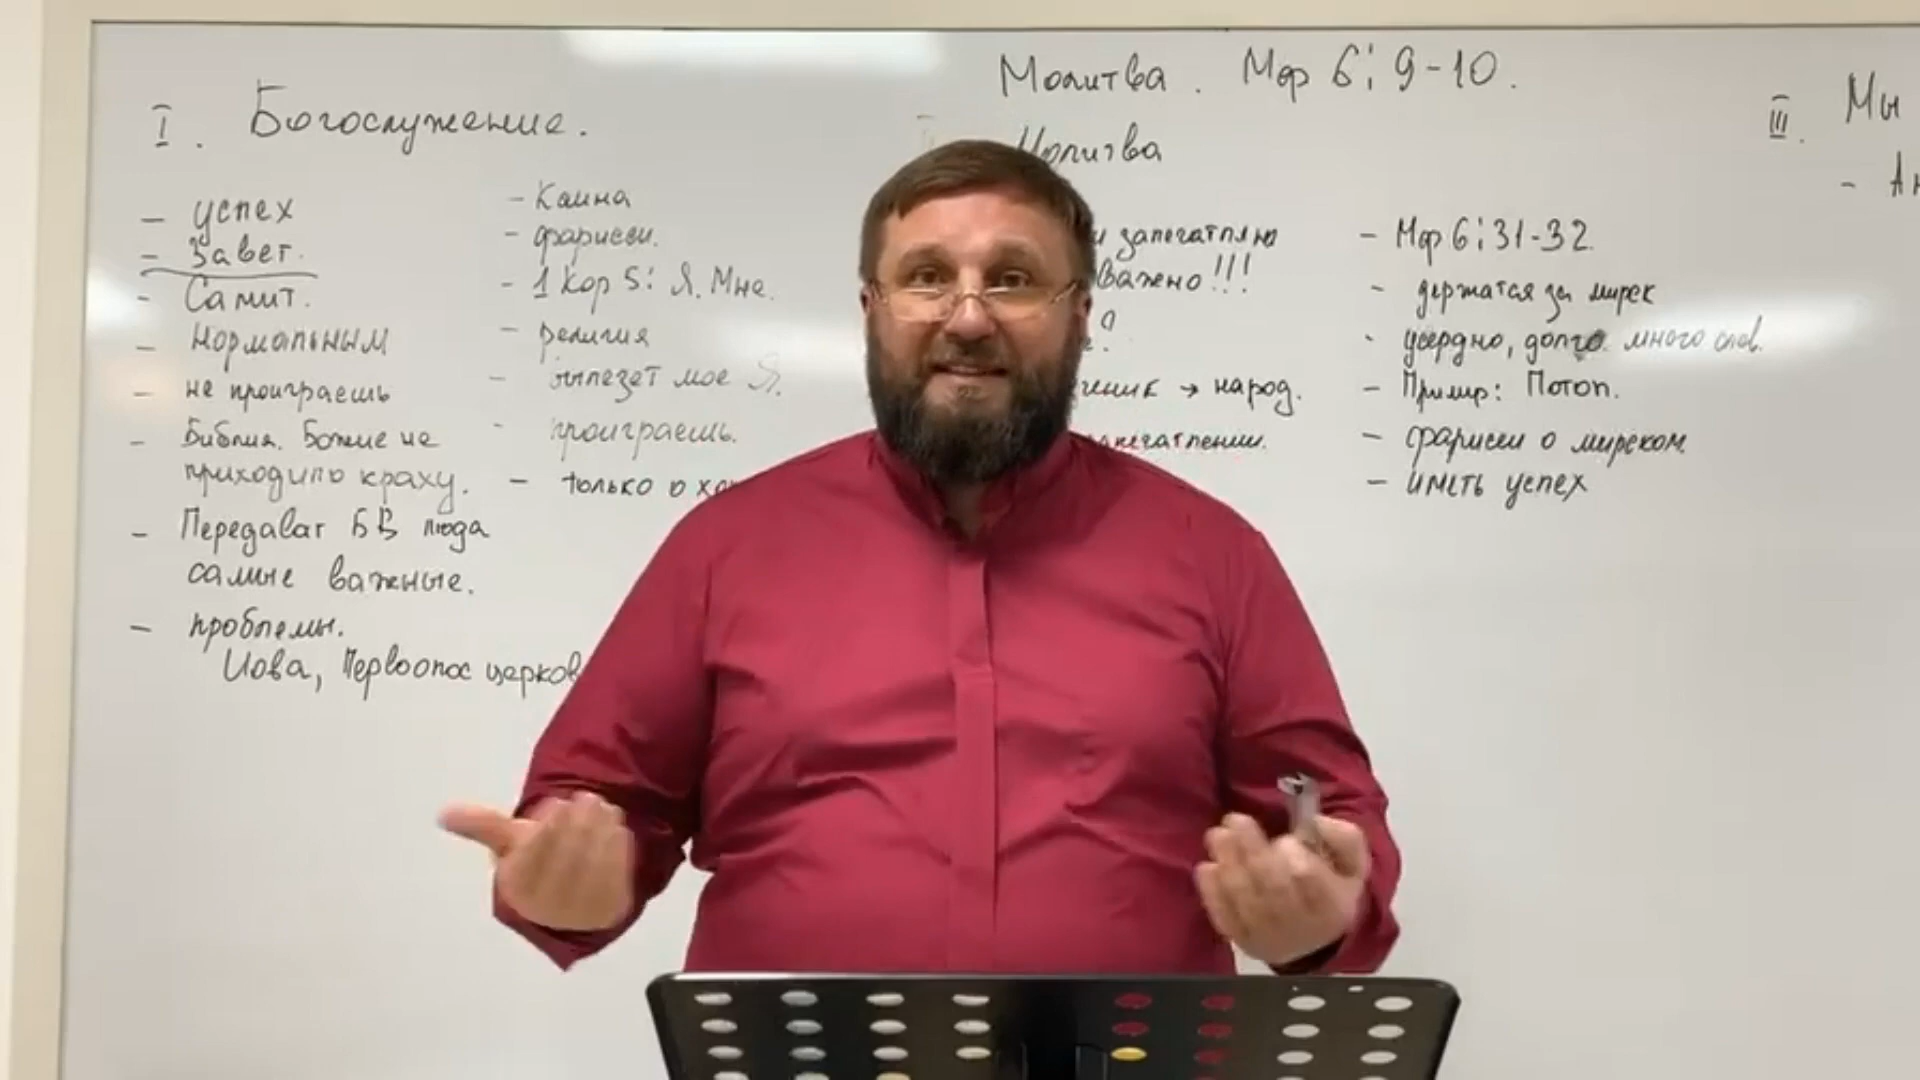 Молитва. Мф 6: 9-10.
I. Богослужение.
- успех
- Завет.
- Самит.
- Нормальным
- не проиграешь
- Библия. Божие не
приходило краху.
- Передават БВ люда
самые важные.
- проблемы.
Иова, Первоапос церков
- Каина
- фарисеи.
- 1 Кор 5: Я. Мне.
- религия
- вылезет мое Я.
- проиграешь.
- только о
Молитва
и запечатлена
Важно!!!
?
→ народ.
запечатлении.
- Мф 6:31-32.
- держатся за мирск
- усердно, долго. много слов.
- Пример: Потоп.
- фарисеи о мирском.
- иметь успех
III. Мы
-